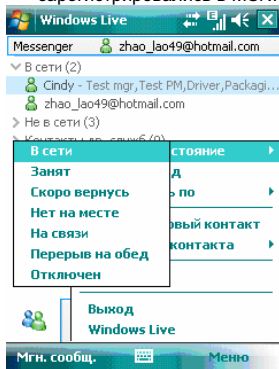 Windows Live
Messenger zhao_lao49@hotmail.com
В сети (2)
Cindy - Test mgr,Test PM,Driver,Packagi...
zhao_lao49@hotmail.com
Не в сети (3)
В сети
Занят
Скоро вернусь
Нет на месте
На связи
Перерыв на обед
Отключен
Выход
Windows Live
Мгн. сообщ. Меню